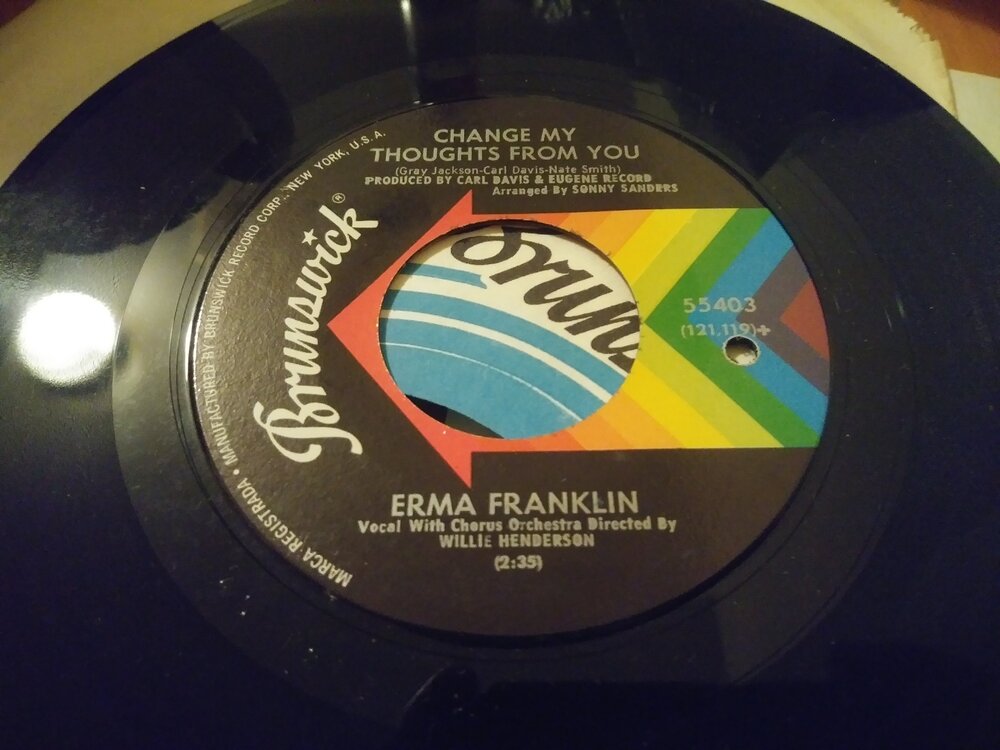 CHANGE MY
THOUGHTS FROM YOU
(Gray Jackson-Carl Davis-Nate Smith)
PRODUCED BY CARL DAVIS & EUGENE RECORD
Arranged By SONNY SANDERS
Brunswick®
Brun
55403
(121,119)+
ERMA FRANKLIN
Vocal With Chorus Orchestra Directed By
WILLIE HENDERSON
(2:35)
MARCA REGISTRADA • MANUFACTURED BY BRUNSWICK RECORD CORP., NEW YORK, U.S.A.